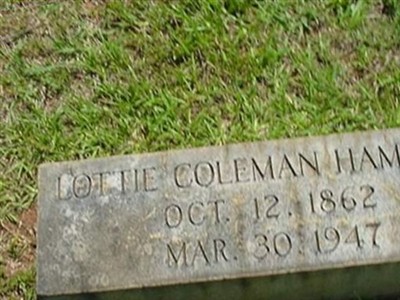 LOTTIE COLEMAN HAM
OCT. 12. 1862
MAR. 30. 1947